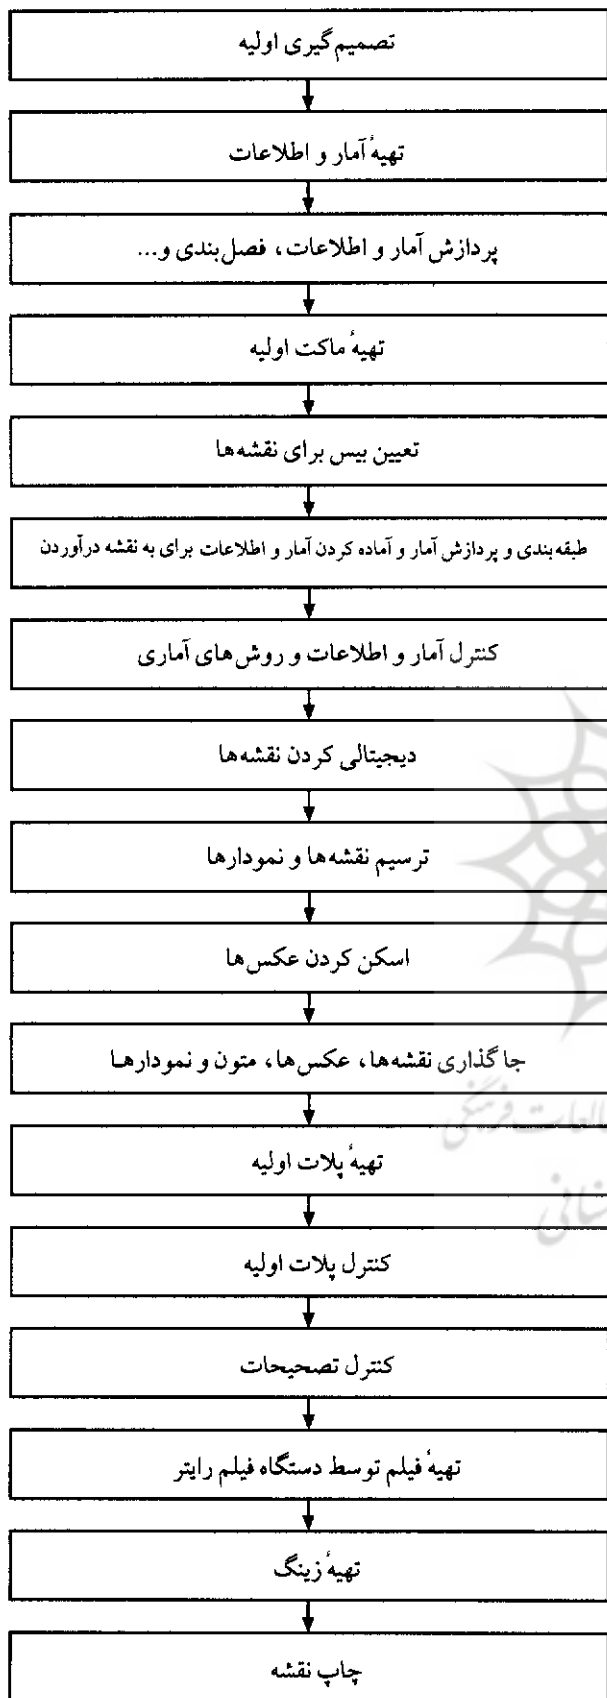 تصمیم‌گیری اولیه
تهیهٔ آمار و اطلاعات
پردازش آمار و اطلاعات، فصل‌بندی و...
تهیهٔ ماکت اولیه
تعیین بیس برای نقشه‌ها
طبقه‌بندی و پردازش آمار و آماده کردن آمار و اطلاعات برای به نقشه درآوردن
کنترل آمار و اطلاعات و روش‌های آماری
دیجیتالی کردن نقشه‌ها
ترسیم نقشه‌ها و نمودارها
اسکن کردن عکس‌ها
جاگذاری نقشه‌ها، عکس‌ها، متون و نمودارها
تهیهٔ پلات اولیه
کنترل پلات اولیه
کنترل تصحیحات
تهیهٔ فیلم توسط دستگاه فیلم رایتر
تهیهٔ زینگ
چاپ نقشه